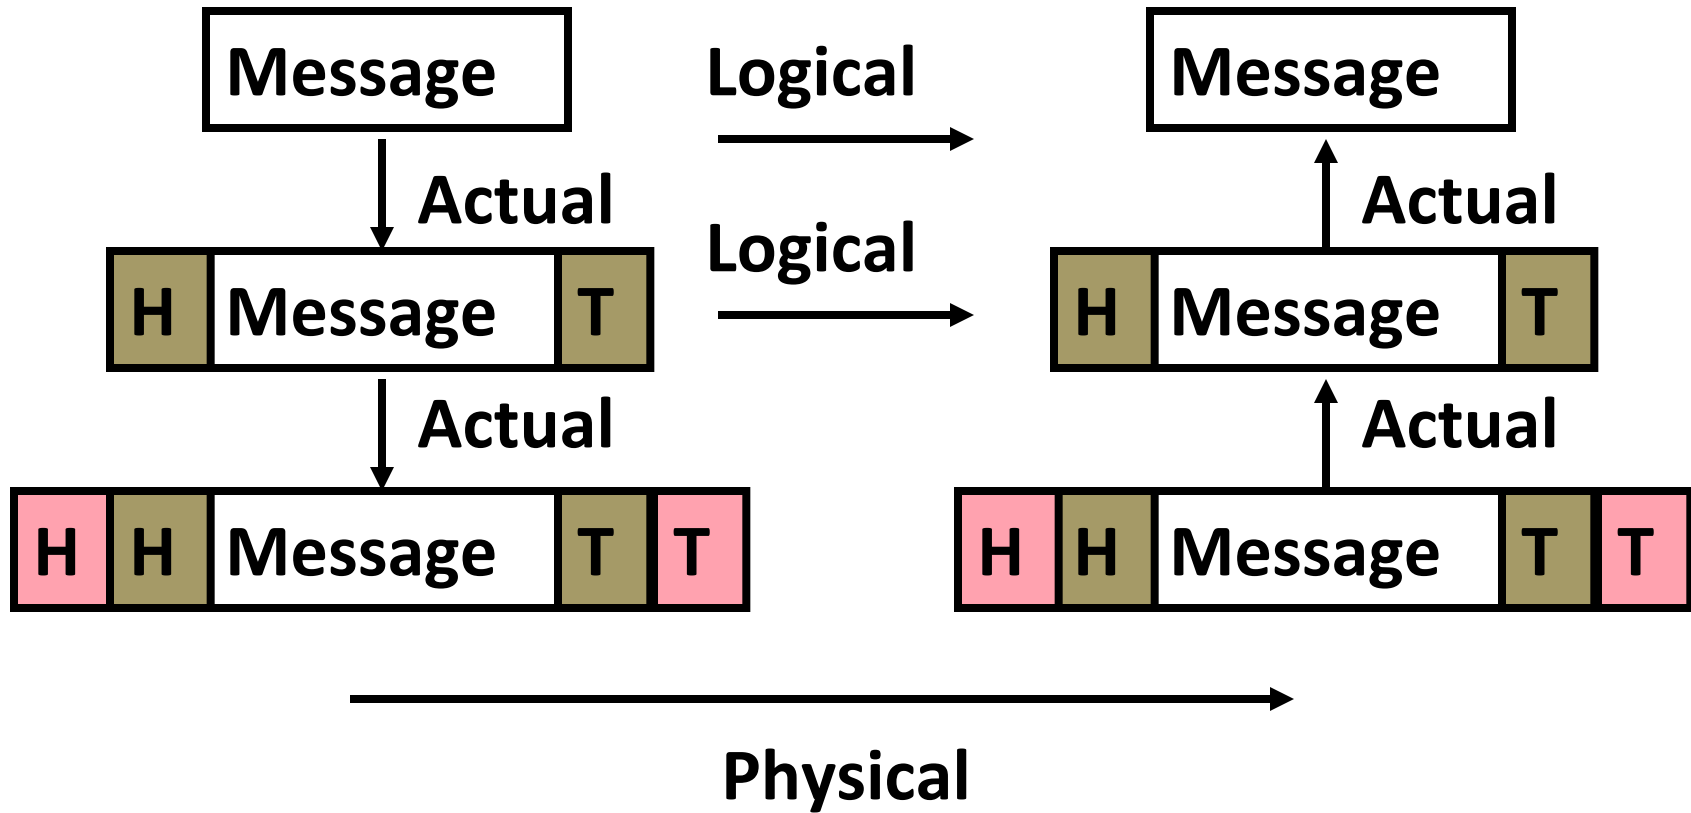 Message Logical Message
Actual Actual
Logical
H Message T H Message T
Actual Actual
H H Message T T H H Message T T
Physical